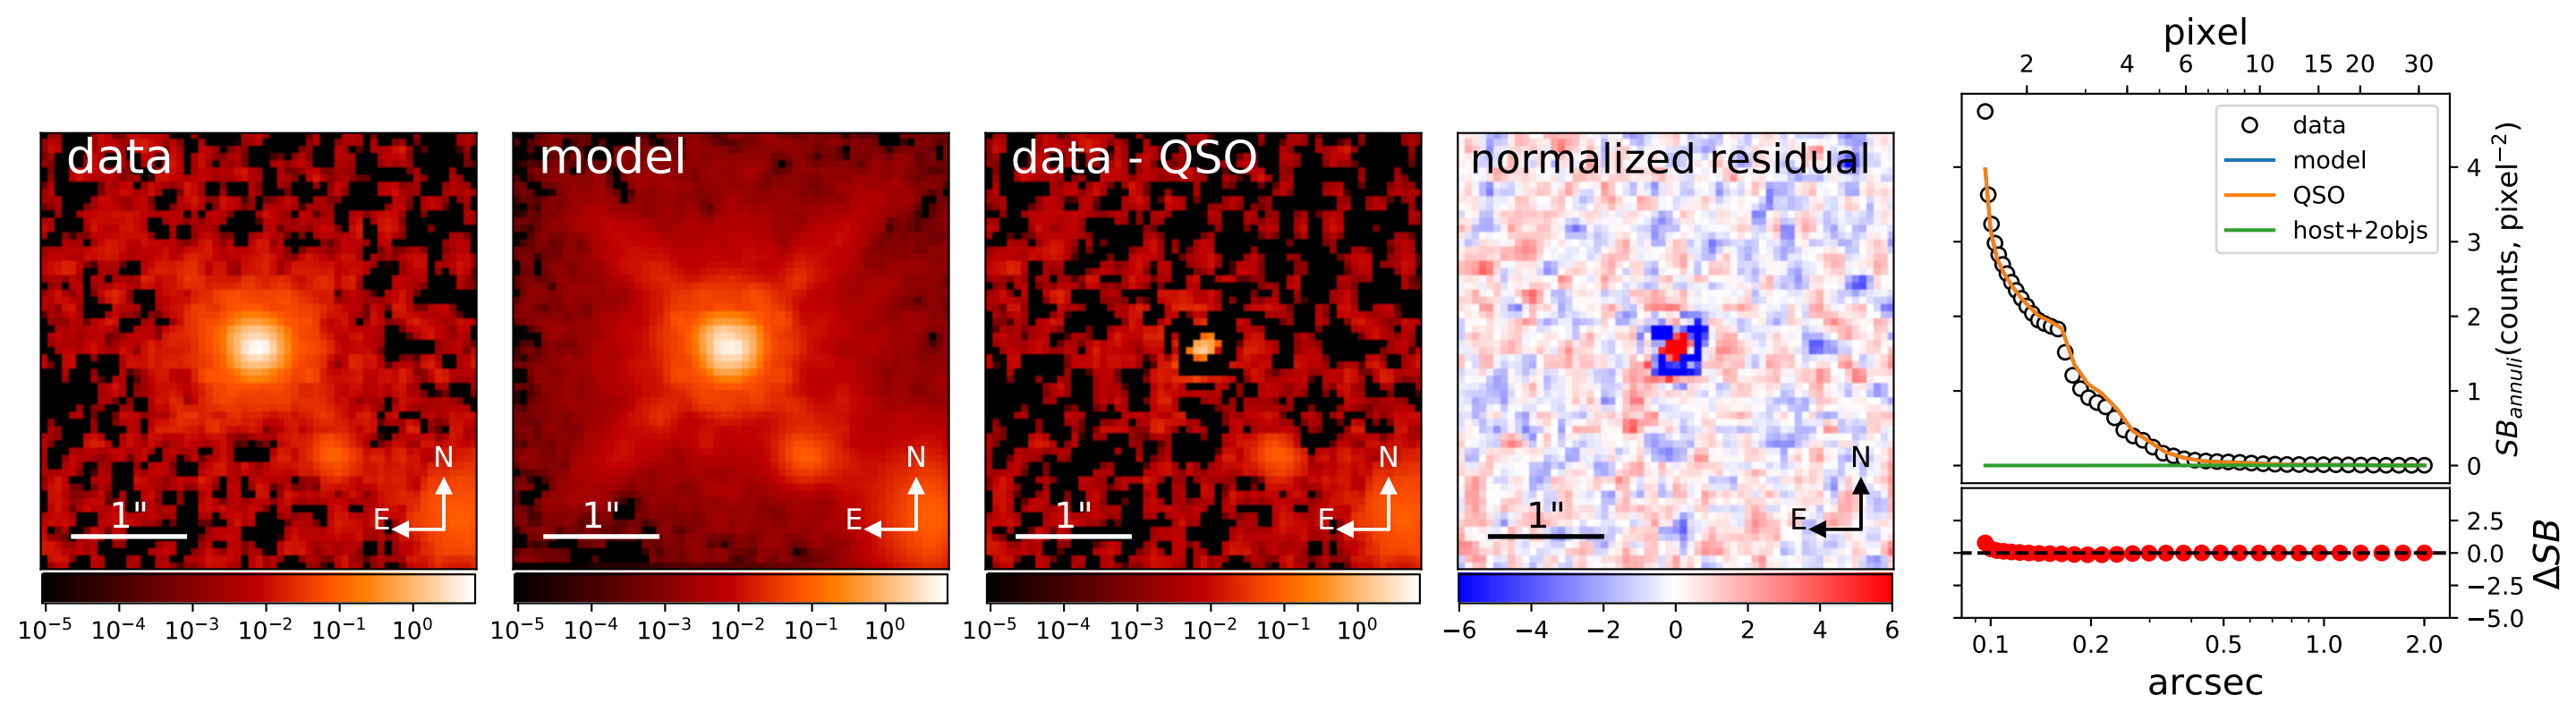 data
N
E
1"
10⁻⁵ 10⁻⁴ 10⁻³ 10⁻² 10⁻¹ 10⁰
model
N
E
1"
10⁻⁵ 10⁻⁴ 10⁻³ 10⁻² 10⁻¹ 10⁰
data - QSO
N
E
1"
10⁻⁵ 10⁻⁴ 10⁻³ 10⁻² 10⁻¹ 10⁰
normalized residual
N
E
1"
−6 −4 −2 0 2 4 6
pixel
2 4 6 10 15 20 30
data
model
QSO
host+2objs
4
3
2
1
0
SB_annuli(counts, pixel⁻²)
2.5
0.0
−2.5
−5.0
ΔSB
0.1 0.2 0.5 1.0 2.0
arcsec